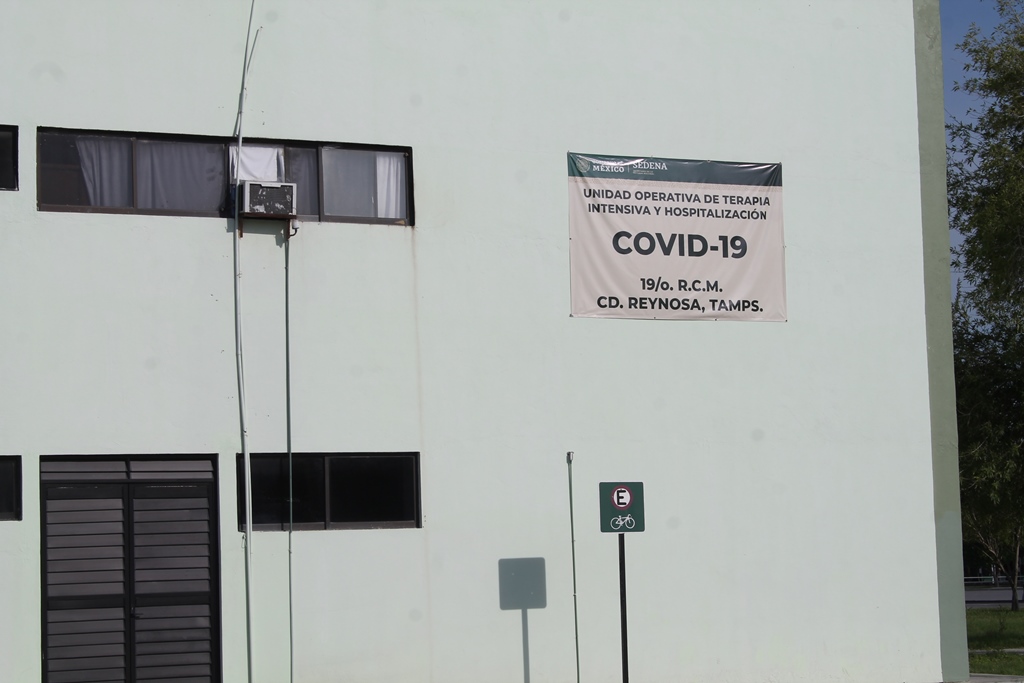 MÉXICO SEDENA
UNIDAD OPERATIVA DE TERAPIA
INTENSIVA Y HOSPITALIZACIÓN
COVID-19
19/o. R.C.M.
CD. REYNOSA, TAMPS.
E